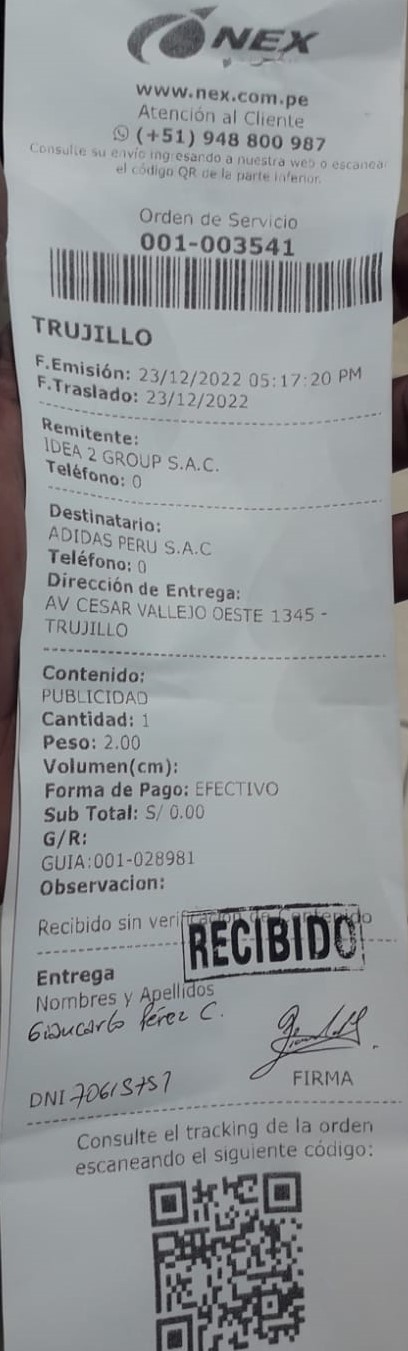 NEX
www.nex.com.pe
Atención al Cliente
(+51) 948 800 987
Consulte su envío ingresando a nuestra web o escanear
el código QR de la parte inferior.
Orden de Servicio
001-003541
TRUJILLO
F.Emisión: 23/12/2022 05:17:20 PM
F.Traslado: 23/12/2022
Remitente:
IDEA 2 GROUP S.A.C.
Teléfono: 0
Destinatario:
ADIDAS PERU S.A.C
Teléfono: 0
Dirección de Entrega:
AV CESAR VALLEJO OESTE 1345 -
TRUJILLO
Contenido:
PUBLICIDAD
Cantidad: 1
Peso: 2.00
Volumen(cm):
Forma de Pago: EFECTIVO
Sub Total: S/ 0.00
G/R:
GUIA:001-028981
Observacion:
Recibido sin verificacion de Contenido
RECIBIDO
Entrega
Nombres y Apellidos
Giancarlo Pérez C.
DNI 70615757
FIRMA
Consulte el tracking de la orden
escaneando el siguiente código: